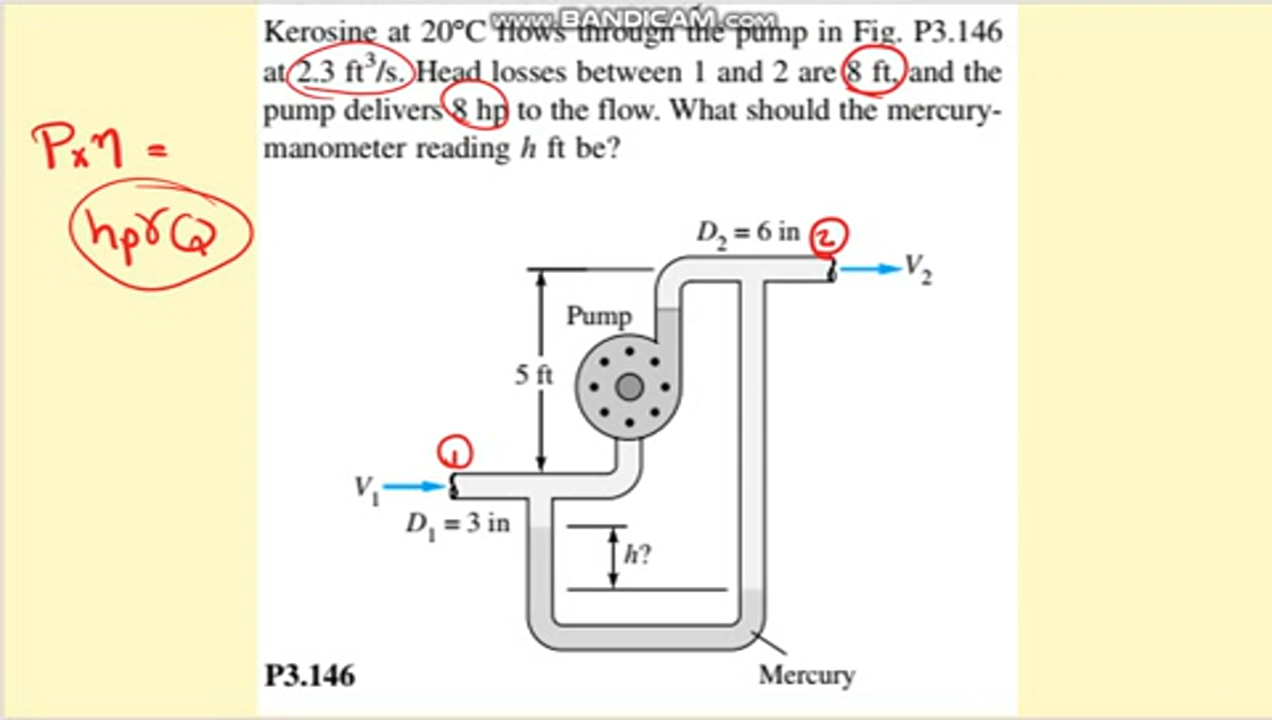 www.BANDICAM.com
Kerosine at 20°C flows through the pump in Fig. P3.146
at 2.3 ft³/s. Head losses between 1 and 2 are 8 ft, and the
pump delivers 8 hp to the flow. What should the mercury-
manometer reading h ft be?
P×η =
hpγQ
D₂ = 6 in
2
V₂
Pump
5 ft
1
V₁
D₁ = 3 in
h?
P3.146
Mercury